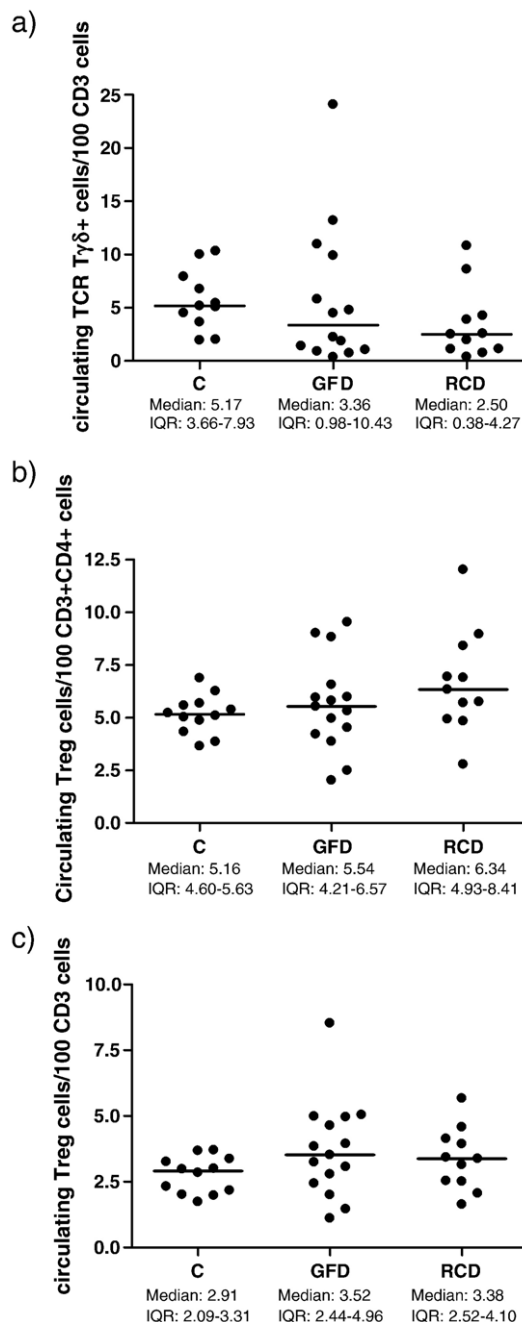 a)
circulating TCR Tγδ+ cells/100 CD3 cells
25
20
15
10
5
0
C GFD RCD
Median: 5.17 Median: 3.36 Median: 2.50
IQR: 3.66-7.93 IQR: 0.98-10.43 IQR: 0.38-4.27
b)
Circulating Treg cells/100 CD3+CD4+ cells
12.5
10.0
7.5
5.0
2.5
0.0
C GFD RCD
Median: 5.16 Median: 5.54 Median: 6.34
IQR: 4.60-5.63 IQR: 4.21-6.57 IQR: 4.93-8.41
c)
circulating Treg cells/100 CD3 cells
10.0
7.5
5.0
2.5
0.0
C GFD RCD
Median: 2.91 Median: 3.52 Median: 3.38
IQR: 2.09-3.31 IQR: 2.44-4.96 IQR: 2.52-4.10